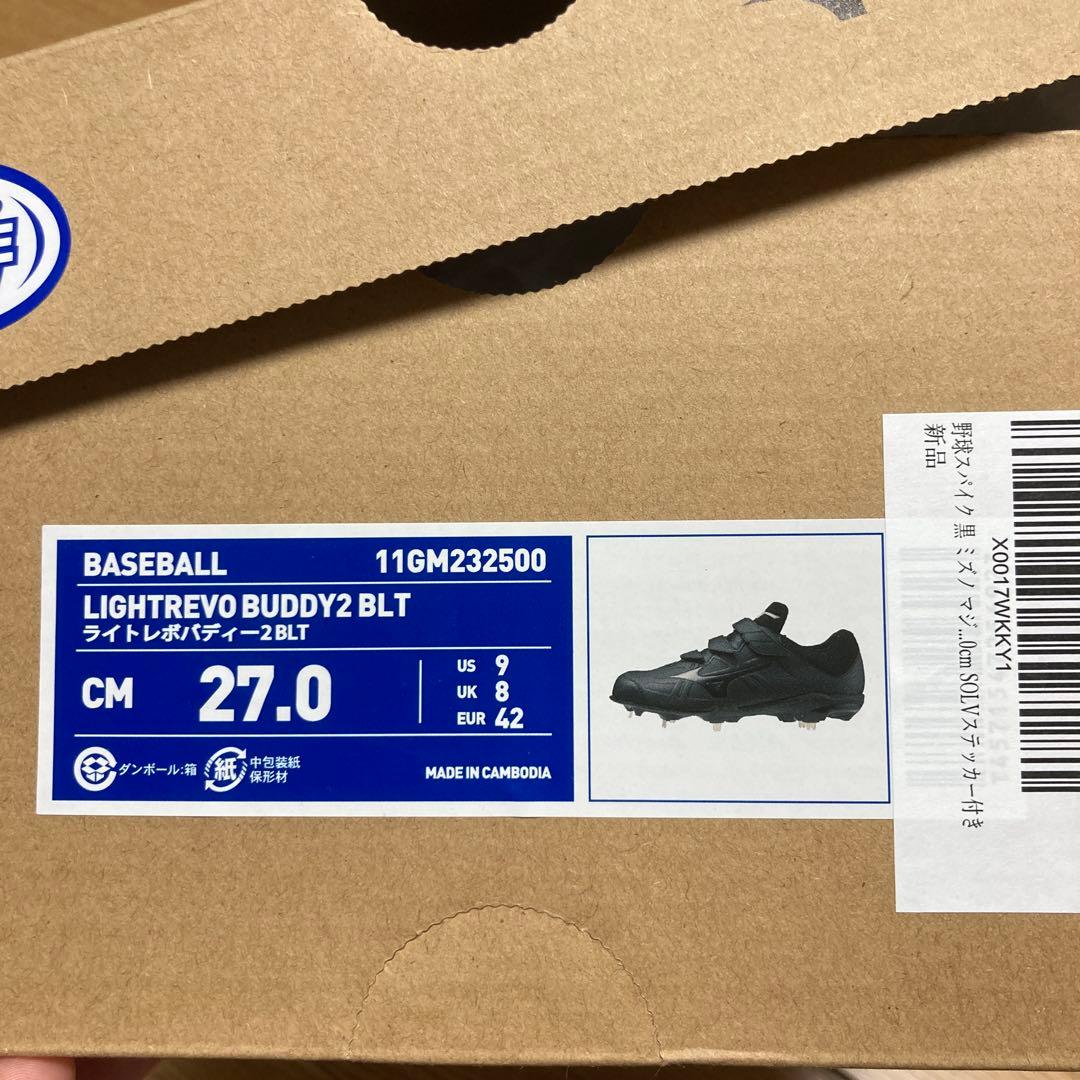 BASEBALL 11GM232500
LIGHTREVO BUDDY2 BLT
ライトレボバディー2BLT
CM 27.0
US 9
UK 8
EUR 42
ダンボール:箱
紙
中包装紙
保形材
MADE IN CAMBODIA
X0017WKKY1
野球スパイク 黒 ミズノ マジ...0cm SOLVステッカー付き
新品